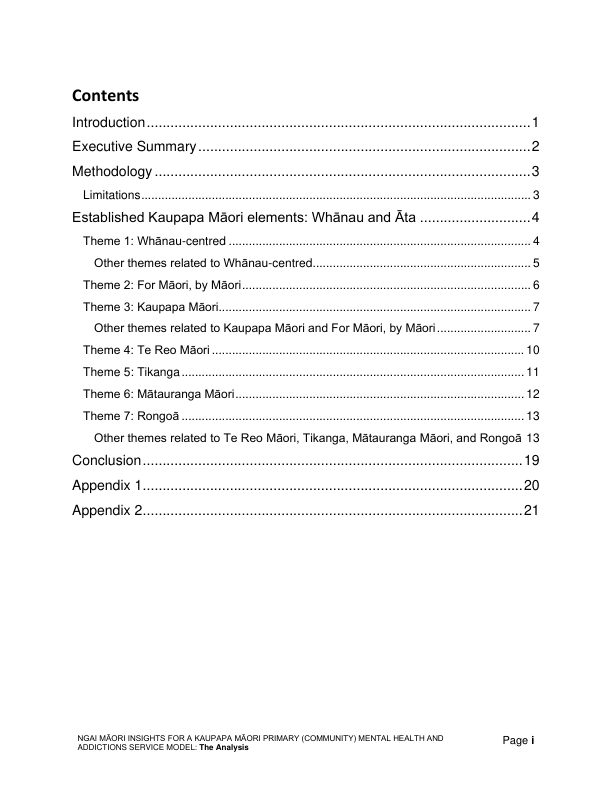 Contents
Introduction....................................................................................................1
Executive Summary.......................................................................................2
Methodology ..................................................................................................3
Limitations.....................................................................................................................3
Established Kaupapa Māori elements: Whānau and Āta ............................4
Theme 1: Whānau-centred ............................................................................................ 4
Other themes related to Whānau-centred.................................................................. 5
Theme 2: For Māori, by Māori....................................................................................... 6
Theme 3: Kaupapa Māori.............................................................................................. 7
Other themes related to Kaupapa Māori and For Māori, by Māori............................ 7
Theme 4: Te Reo Māori .............................................................................................. 10
Theme 5: Tikanga ....................................................................................................... 11
Theme 6: Mātauranga Māori....................................................................................... 12
Theme 7: Rongoā ....................................................................................................... 13
Other themes related to Te Reo Māori, Tikanga, Mātauranga Māori, and Rongoā 13
Conclusion...................................................................................................19
Appendix 1...................................................................................................20
Appendix 2...................................................................................................21
NGAI MĀORI INSIGHTS FOR A KAUPAPA MĀORI PRIMARY (COMMUNITY) MENTAL HEALTH AND
ADDICTIONS SERVICE MODEL: The Analysis
Page i